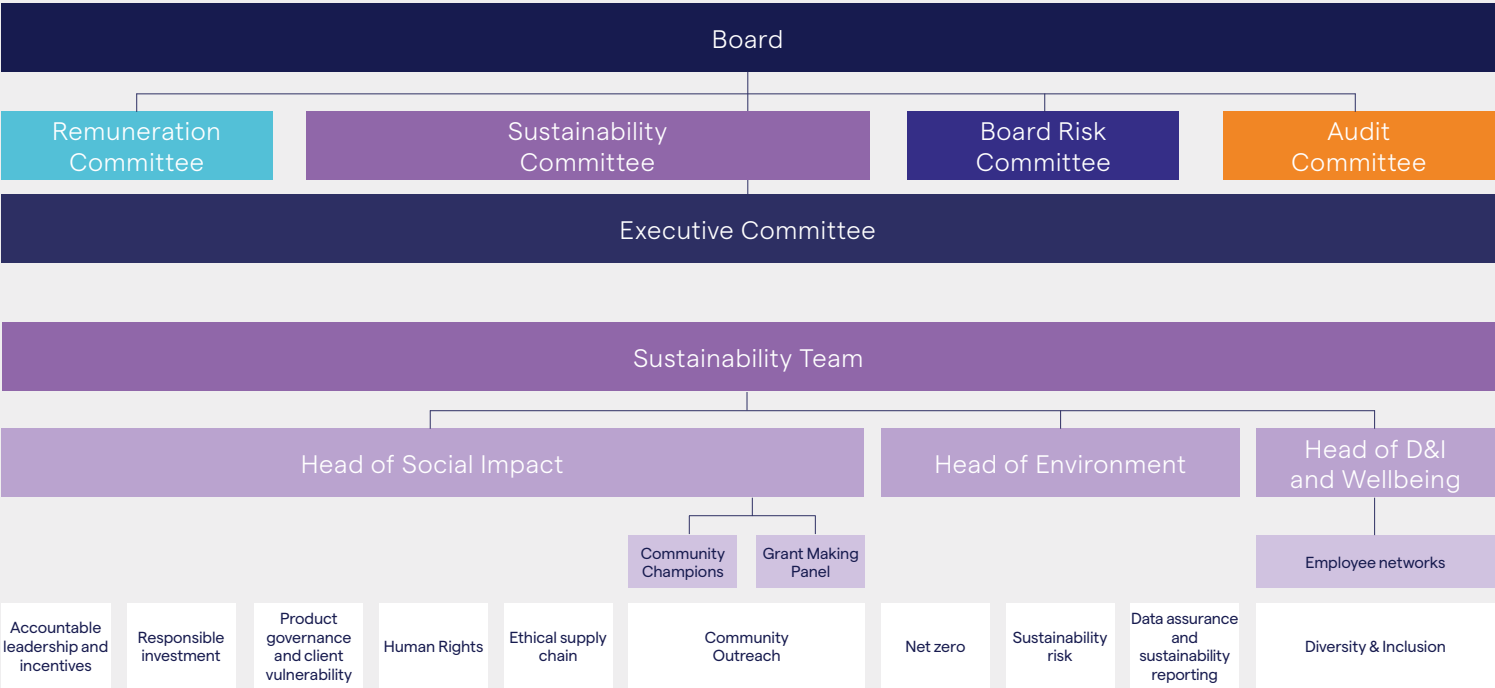 Board
Remuneration
Committee
Sustainability
Committee
Board Risk
Committee
Audit
Committee
Executive Committee
Sustainability Team
Head of Social Impact
Head of Environment
Head of D&I
and Wellbeing
Community
Champions
Grant Making
Panel
Employee networks
Accountable
leadership and
incentives
Responsible
investment
Product
governance
and client
vulnerability
Human Rights
Ethical supply
chain
Community
Outreach
Net zero
Sustainability
risk
Data assurance
and
sustainability
reporting
Diversity & Inclusion